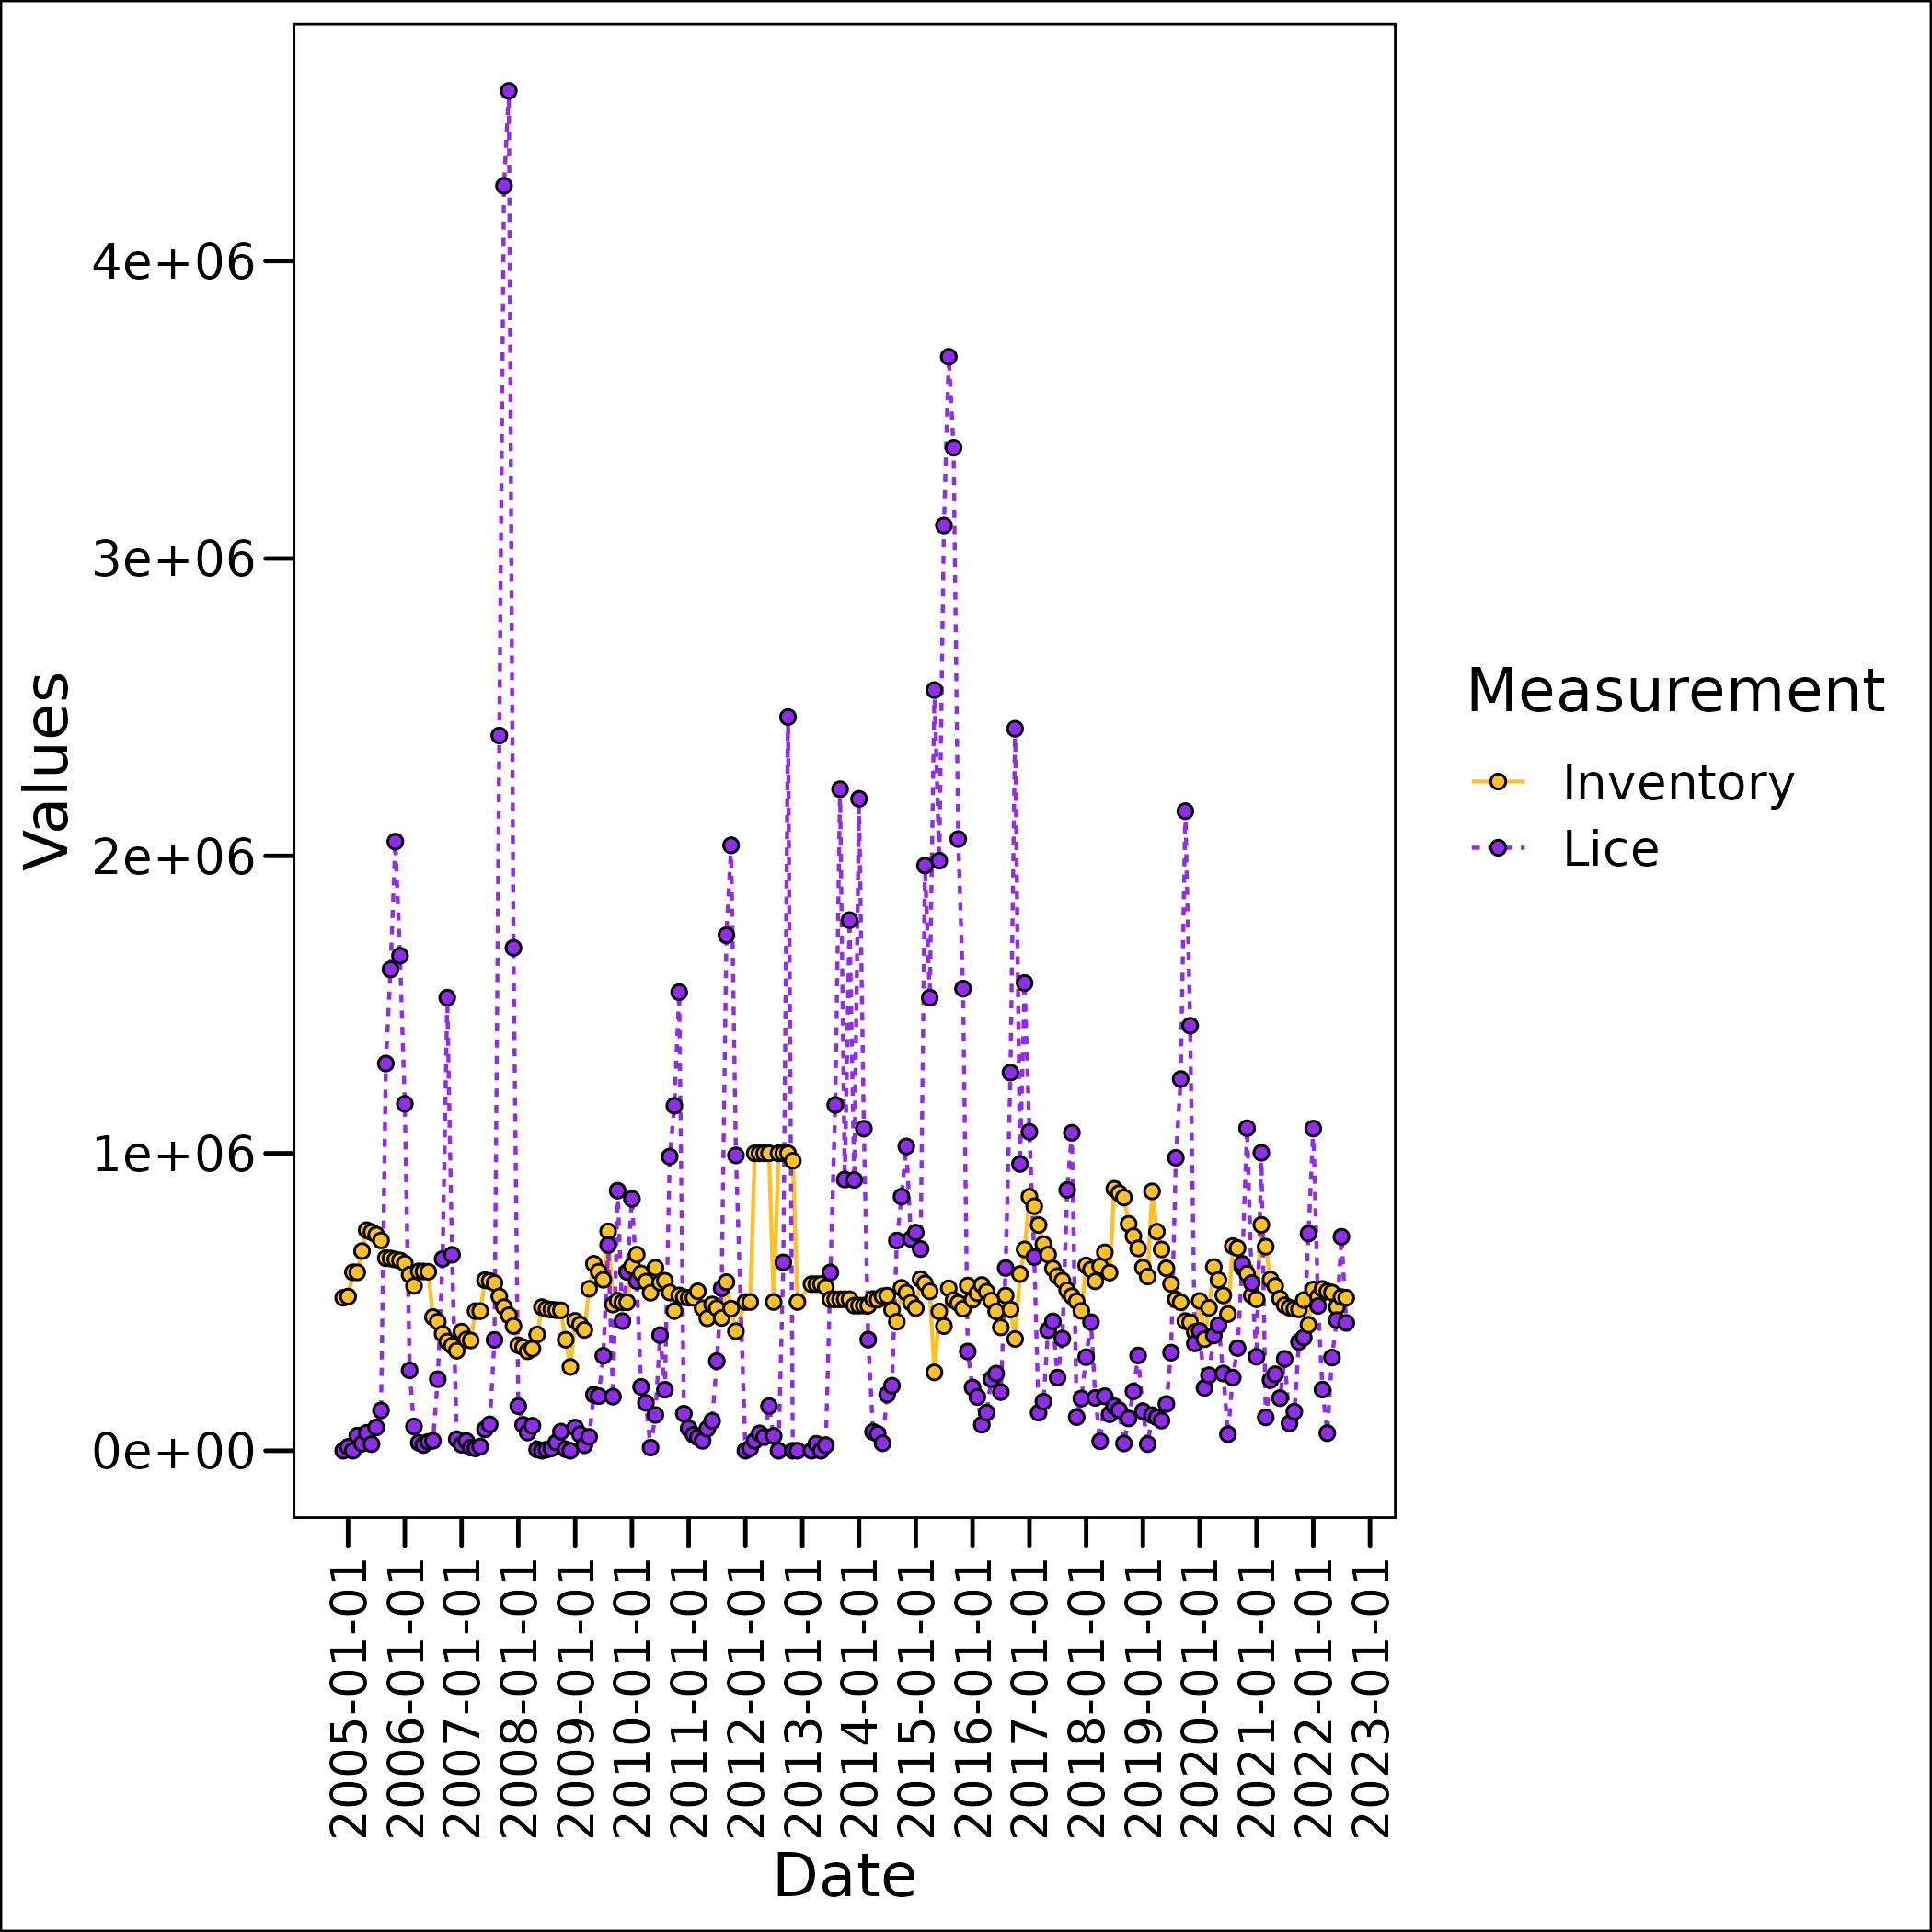 Values
4e+06
3e+06
2e+06
1e+06
0e+00
2005-01-01
2006-01-01
2007-01-01
2008-01-01
2009-01-01
2010-01-01
2011-01-01
2012-01-01
2013-01-01
2014-01-01
2015-01-01
2016-01-01
2017-01-01
2018-01-01
2019-01-01
2020-01-01
2021-01-01
2022-01-01
2023-01-01
Date
Measurement
Inventory
Lice